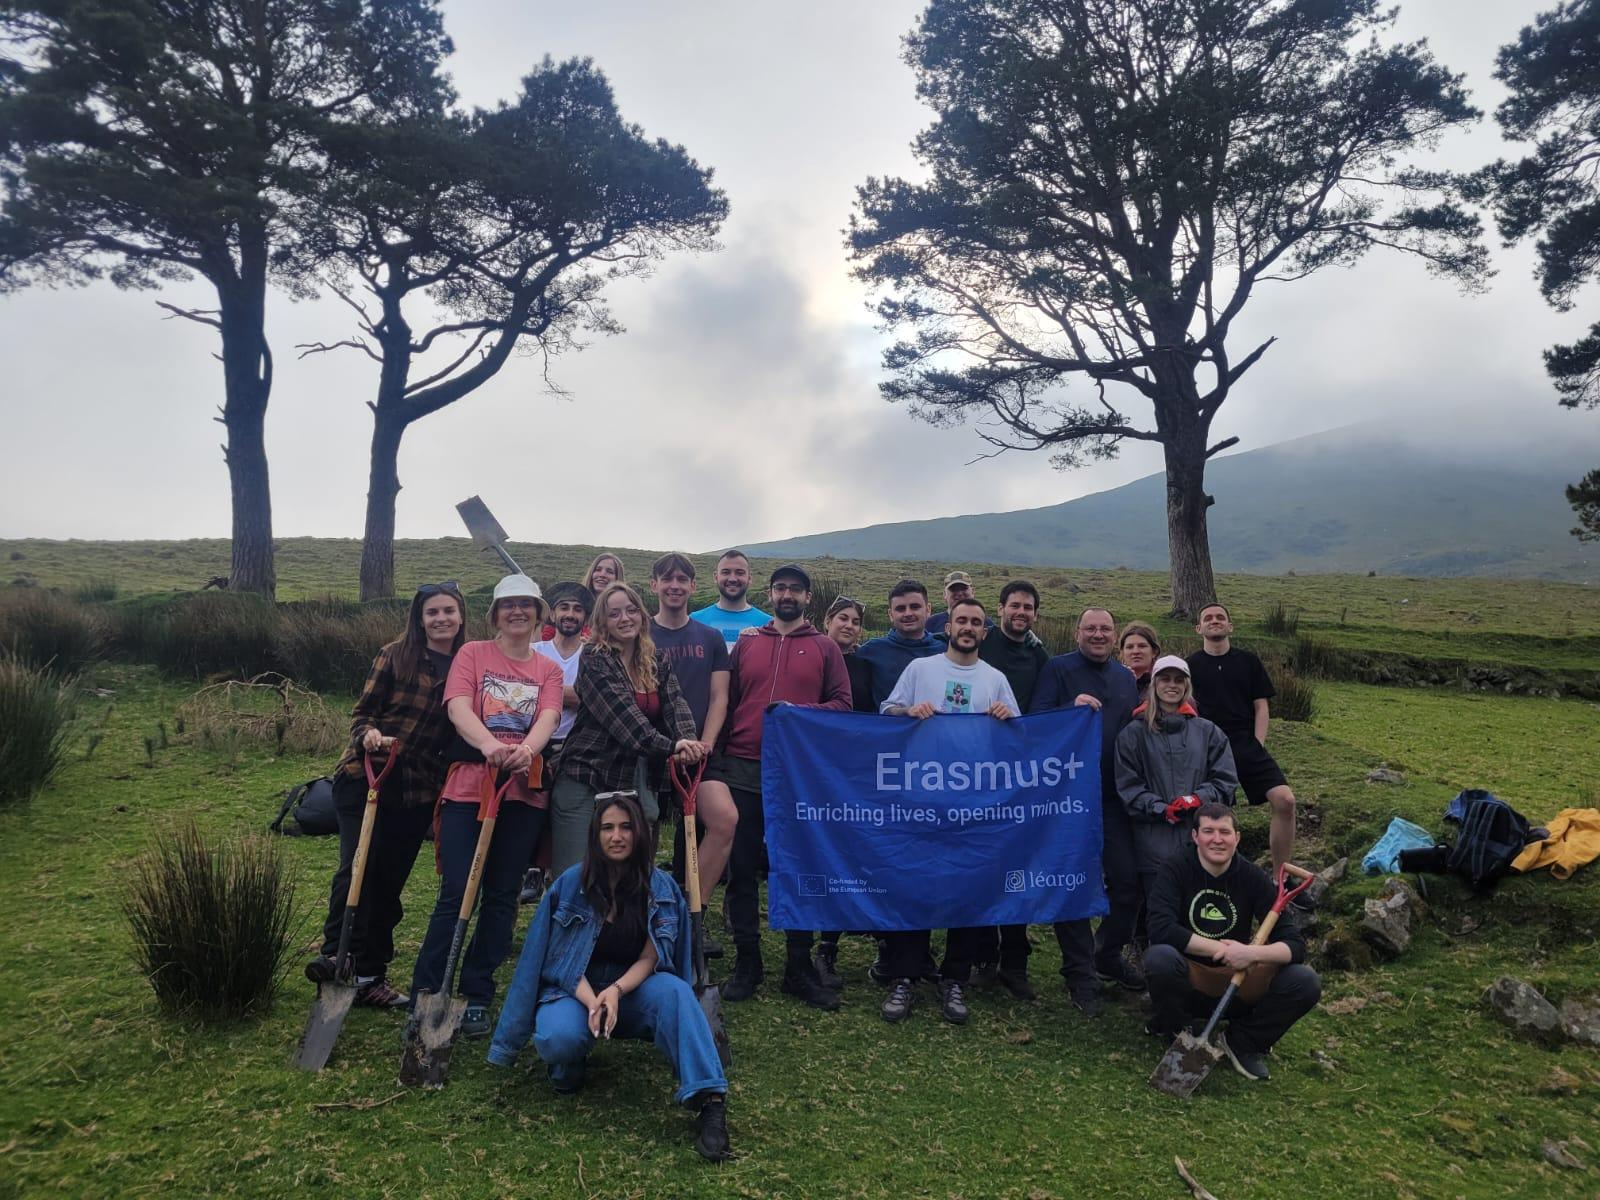 Erasmus+
Enriching lives, opening minds.
Co-funded by
the European Union
léargas